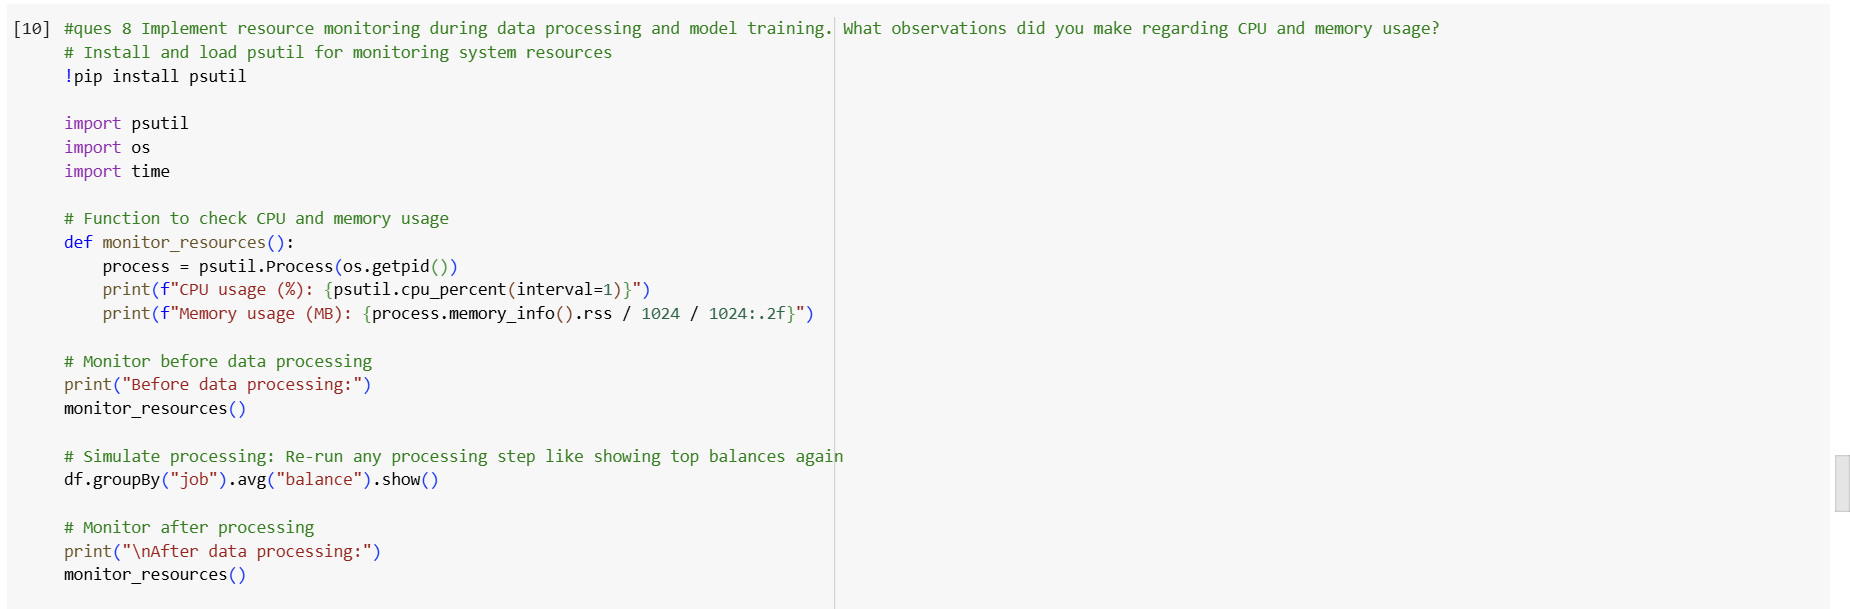 [10] #ques 8 Implement resource monitoring during data processing and model training. What observations did you make regarding CPU and memory usage?
# Install and load psutil for monitoring system resources
!pip install psutil
import psutil
import os
import time
# Function to check CPU and memory usage
def monitor_resources():
    process = psutil.Process(os.getpid())
    print(f"CPU usage (%): {psutil.cpu_percent(interval=1)}")
    print(f"Memory usage (MB): {process.memory_info().rss / 1024 / 1024:.2f}")
# Monitor before data processing
print("Before data processing:")
monitor_resources()
# Simulate processing: Re-run any processing step like showing top balances again
df.groupBy("job").avg("balance").show()
# Monitor after processing
print("\nAfter data processing:")
monitor_resources()